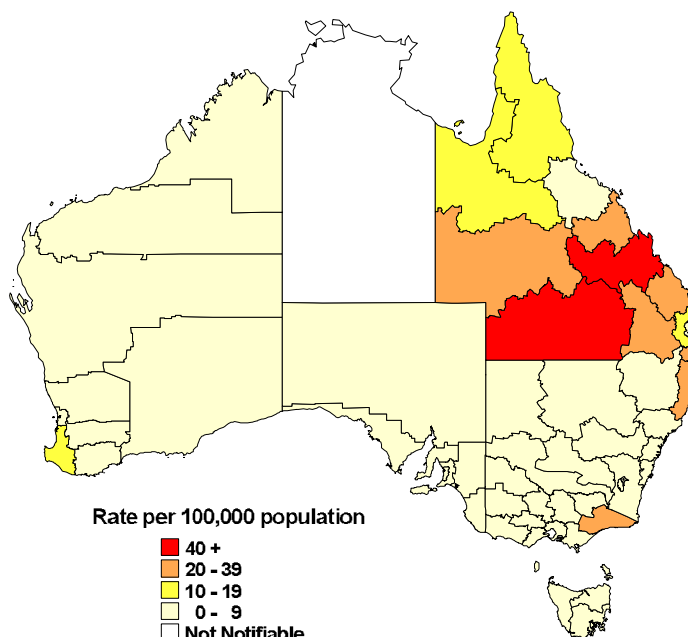 Rate per 100,000 population
40 +
20 - 39
10 - 19
0 - 9
Not Notifiable